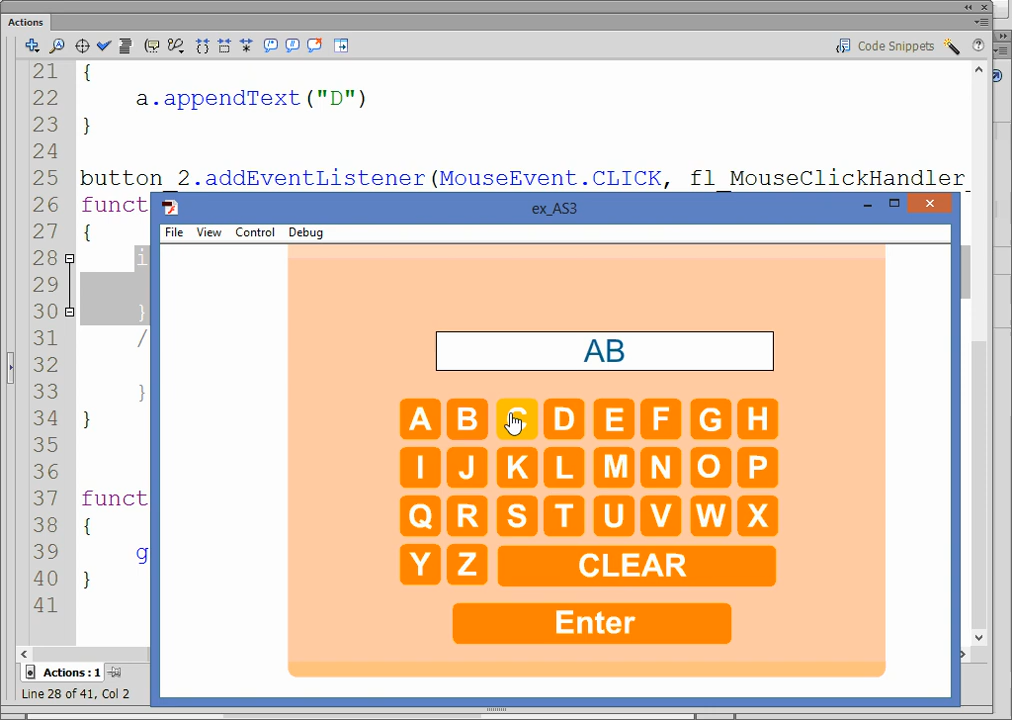 Actions
Code Snippets
21 {
22 a.appendText("D")
23 }
24
25 button_2.addEventListener(MouseEvent.CLICK, fl_MouseClickHandler_
26 funct
27 {
28 i
29
30 }
31 /
32
33 }
34 }
35
36
37 funct
38 {
39 g
40 }
41
ex_AS3
File View Control Debug
AB
A B C D E F G H
I J K L M N O P
Q R S T U V W X
Y Z CLEAR
Enter
Actions : 1
Line 28 of 41, Col 2